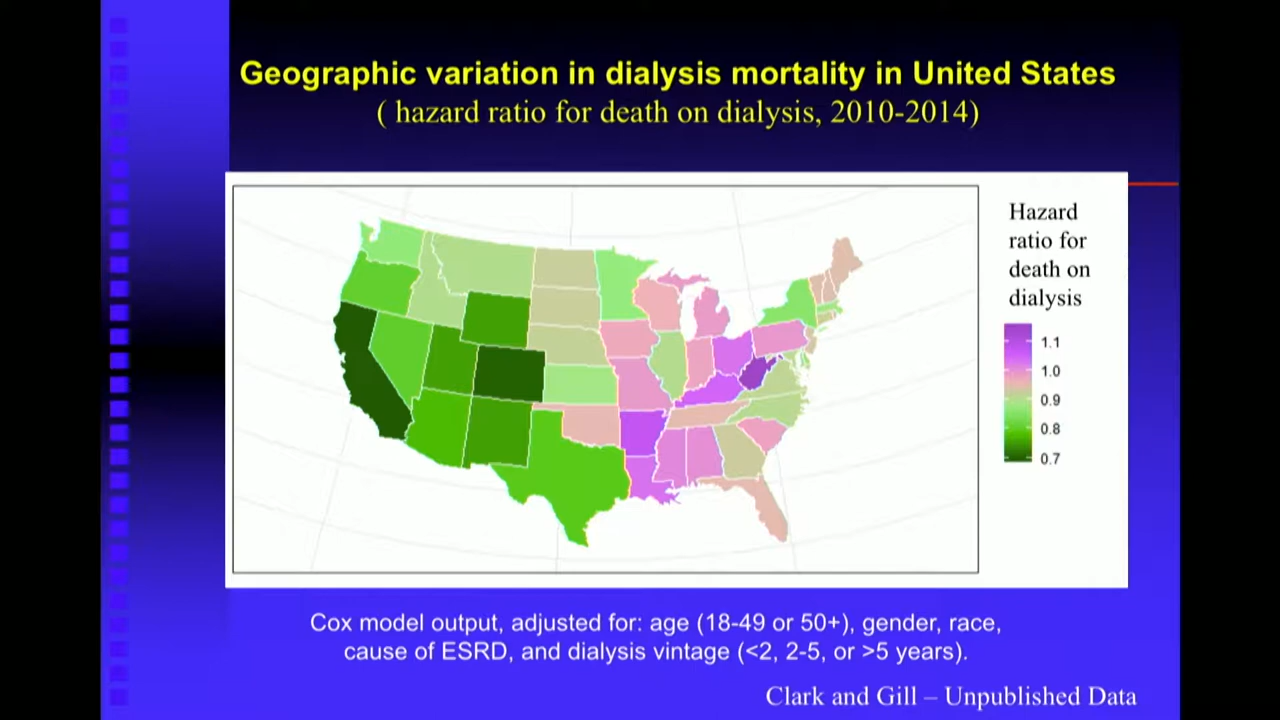 Geographic variation in dialysis mortality in United States
( hazard ratio for death on dialysis, 2010-2014)
Hazard
ratio for
death on
dialysis
1.1
1.0
0.9
0.8
0.7
Cox model output, adjusted for: age (18-49 or 50+), gender, race,
cause of ESRD, and dialysis vintage (<2, 2-5, or >5 years).
Clark and Gill – Unpublished Data